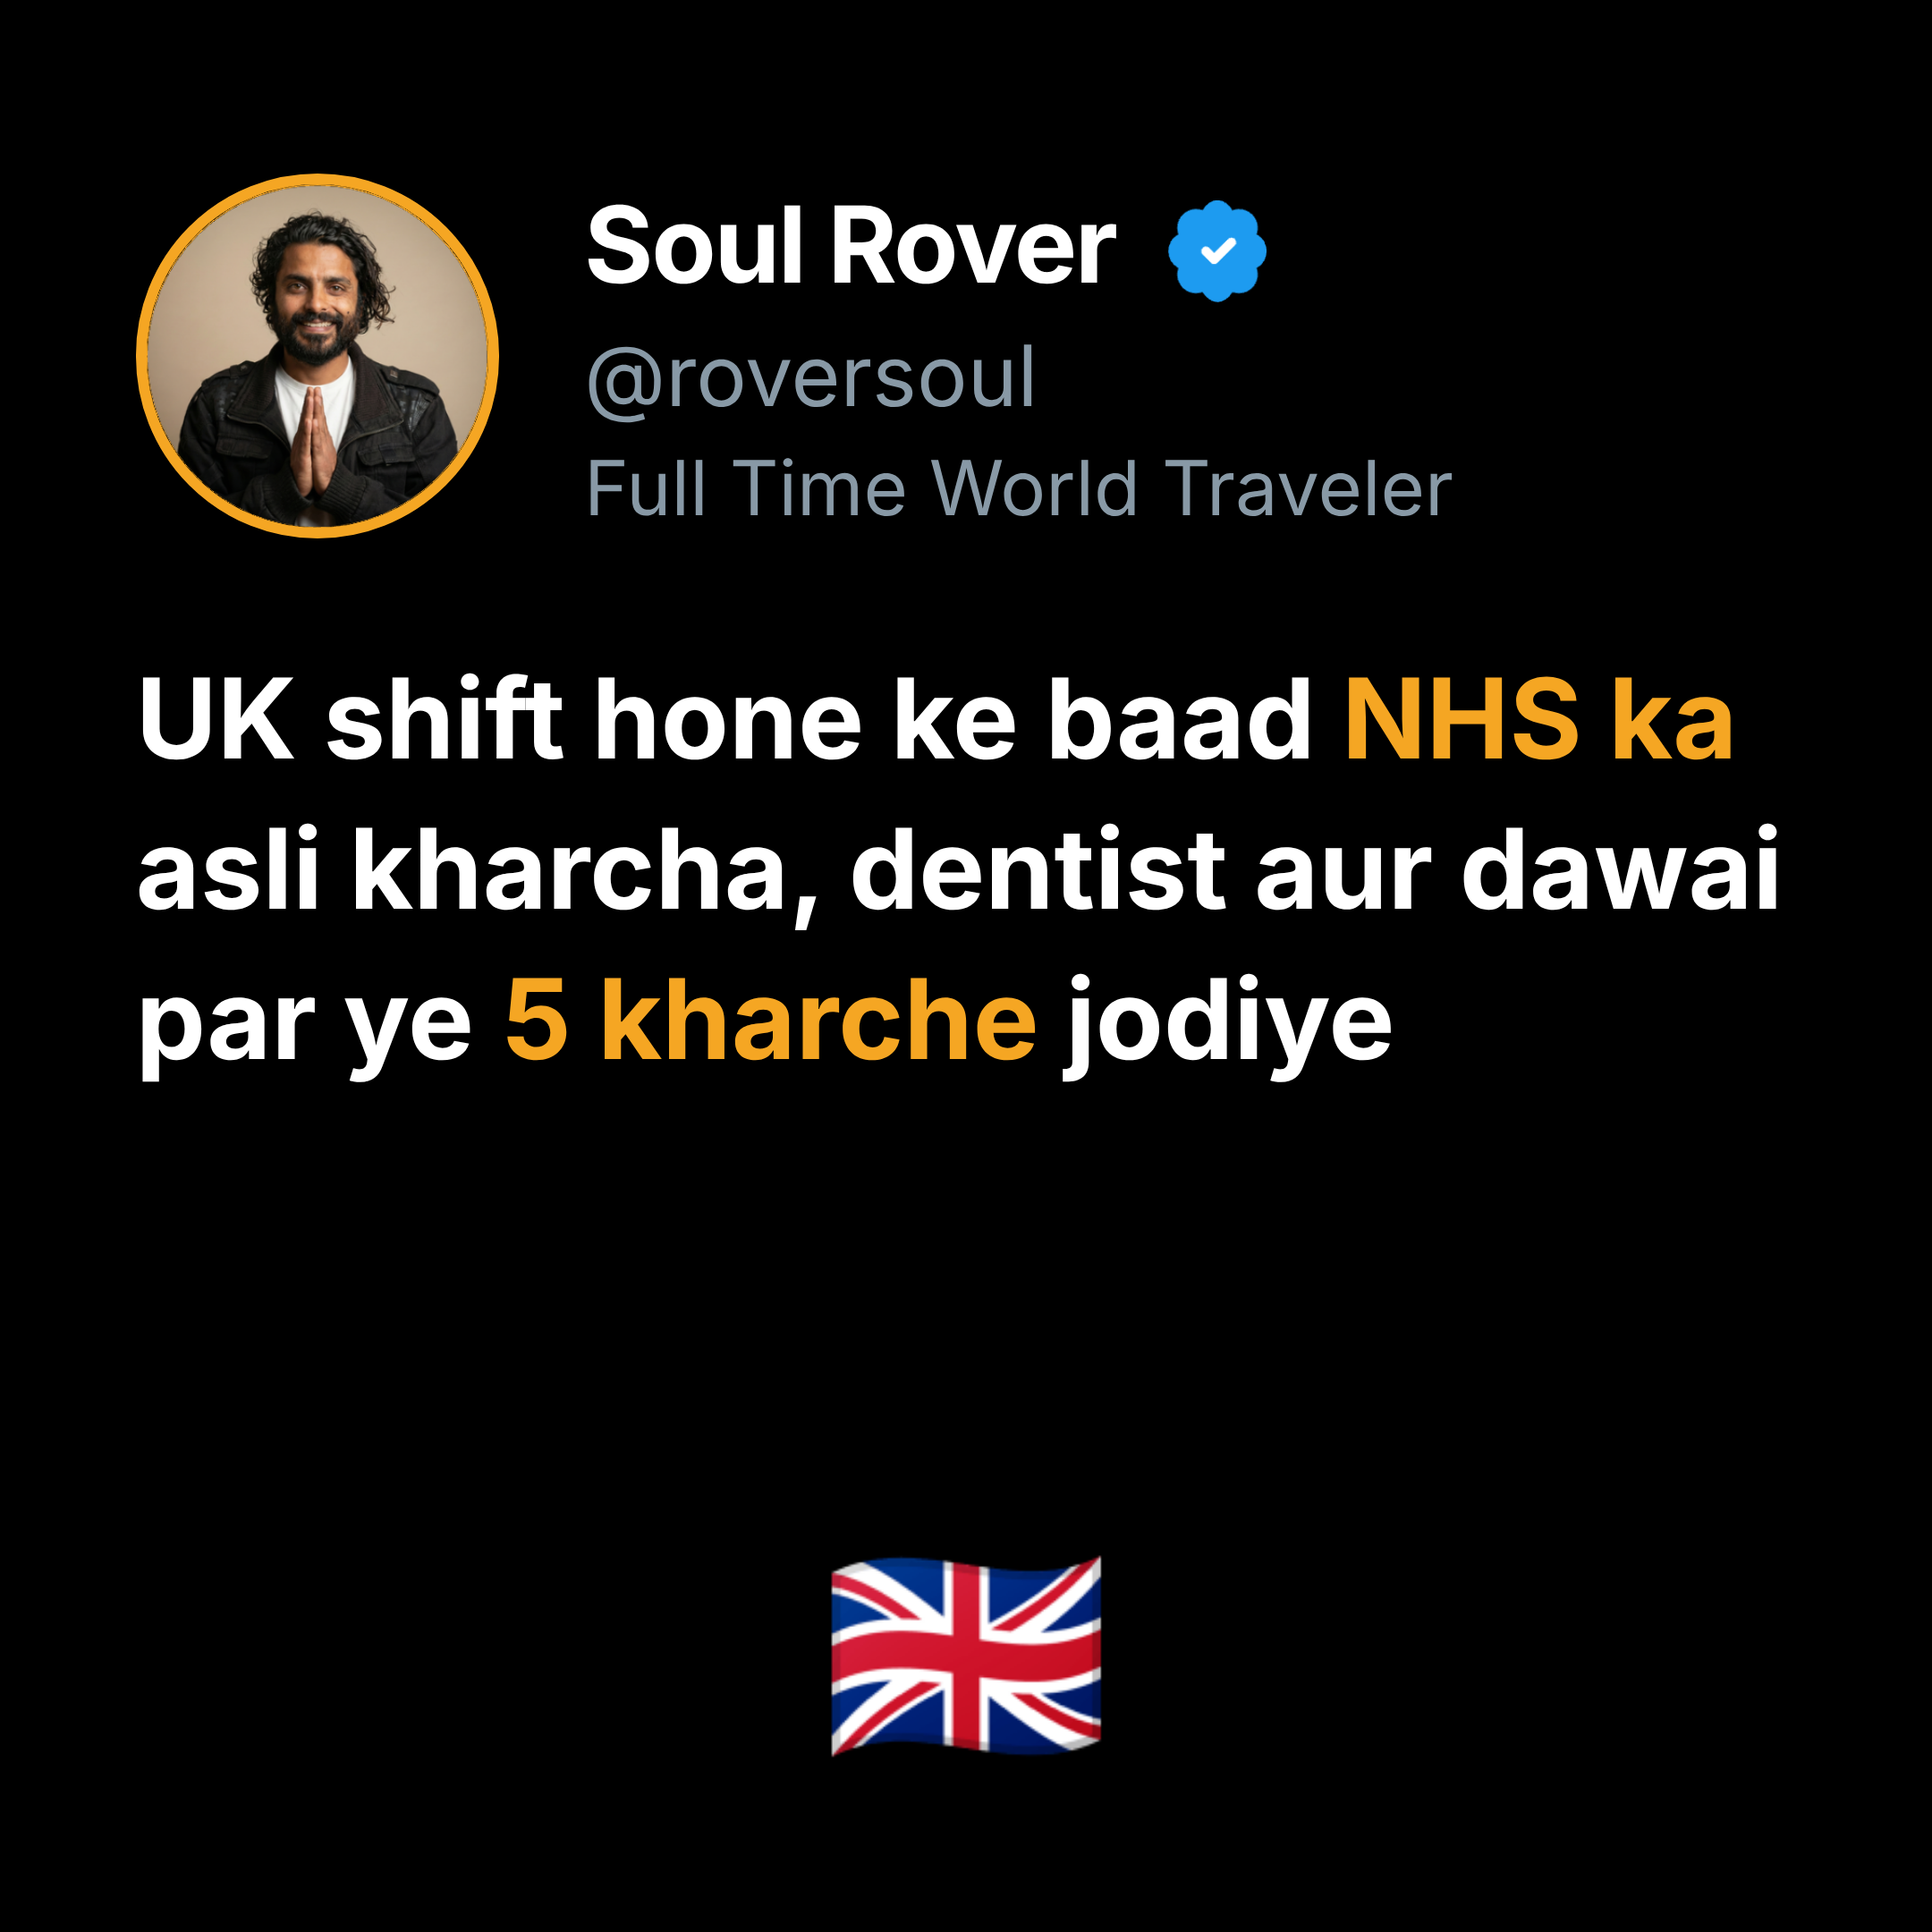 Soul Rover
@roversoul
Full Time World Traveler
UK shift hone ke baad NHS ka
asli kharcha, dentist aur dawai
par ye 5 kharche jodiye